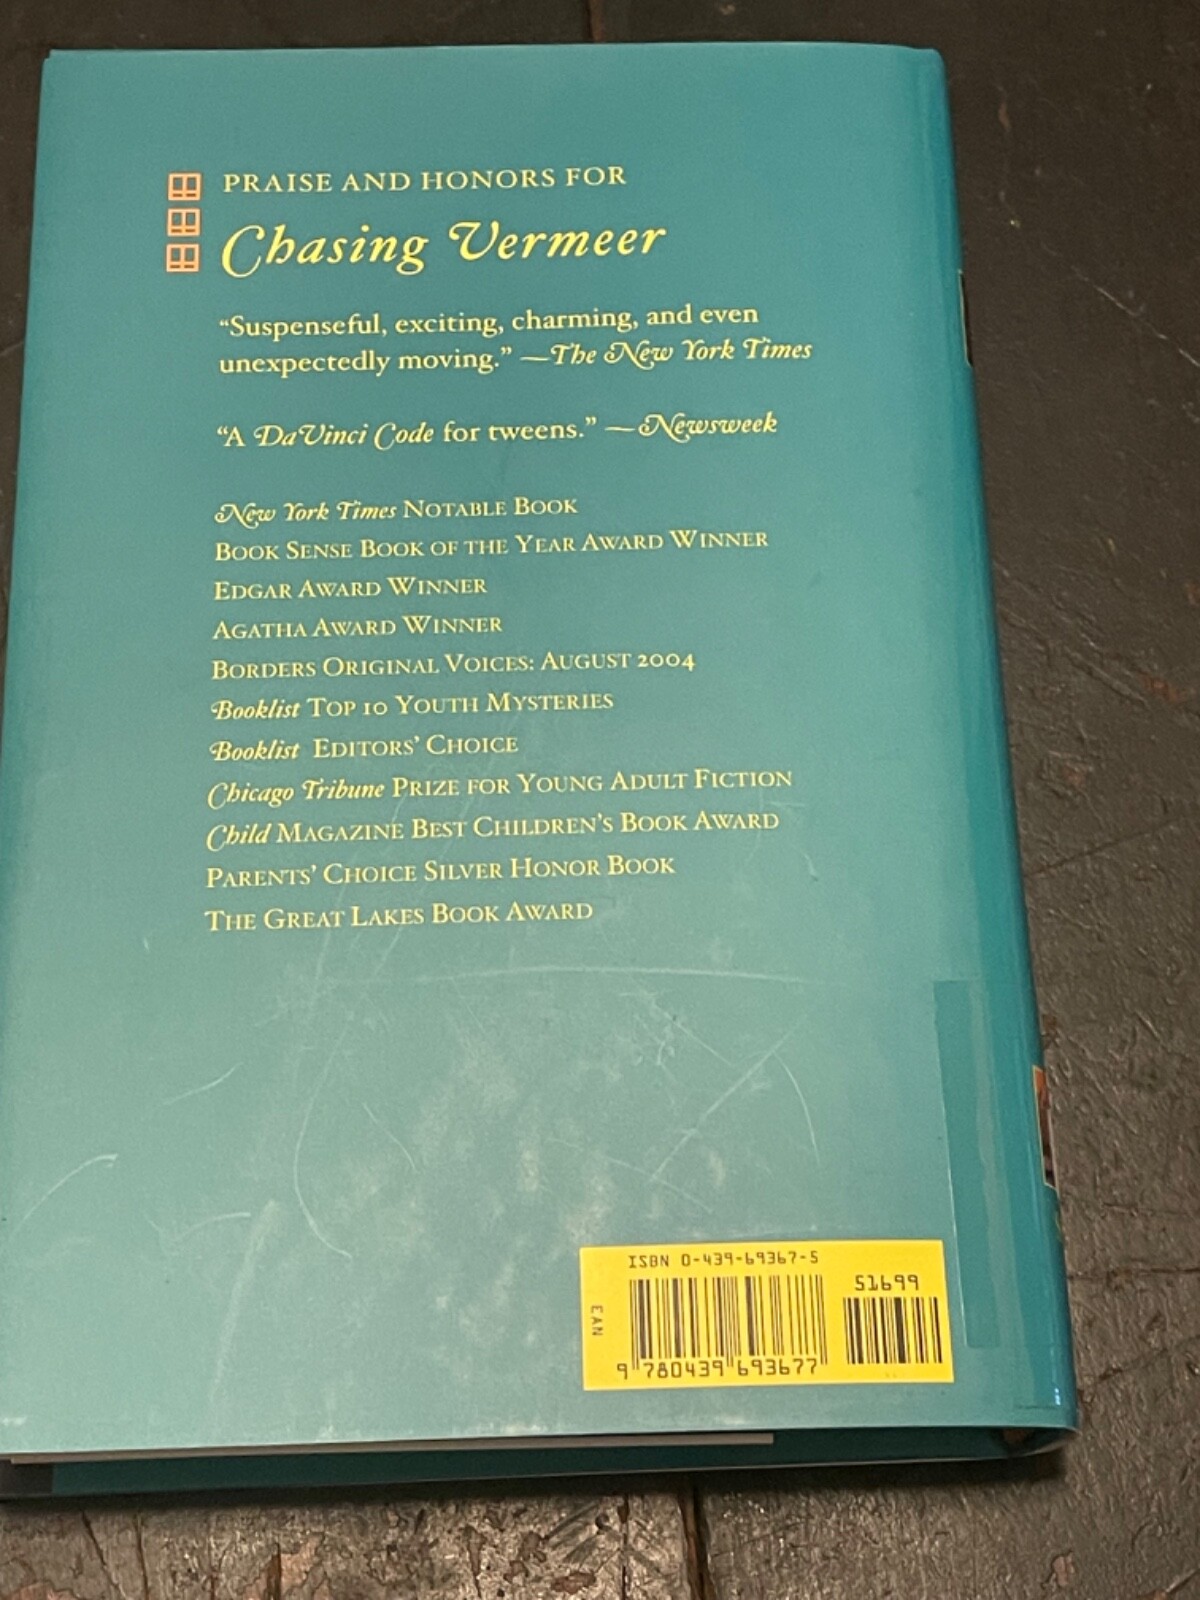 PRAISE AND HONORS FOR
Chasing Vermeer
“Suspenseful, exciting, charming, and even
unexpectedly moving.” —The New York Times
“A DaVinci Code for tweens.” —Newsweek
New York Times NOTABLE BOOK
BOOK SENSE BOOK OF THE YEAR AWARD WINNER
EDGAR AWARD WINNER
AGATHA AWARD WINNER
BORDERS ORIGINAL VOICES: AUGUST 2004
Booklist TOP 10 YOUTH MYSTERIES
Booklist EDITORS’ CHOICE
Chicago Tribune PRIZE FOR YOUNG ADULT FICTION
Child MAGAZINE BEST CHILDREN’S BOOK AWARD
PARENTS’ CHOICE SILVER HONOR BOOK
THE GREAT LAKES BOOK AWARD
ISBN 0-439-69367-5
51699
EAN
9 780439 693677